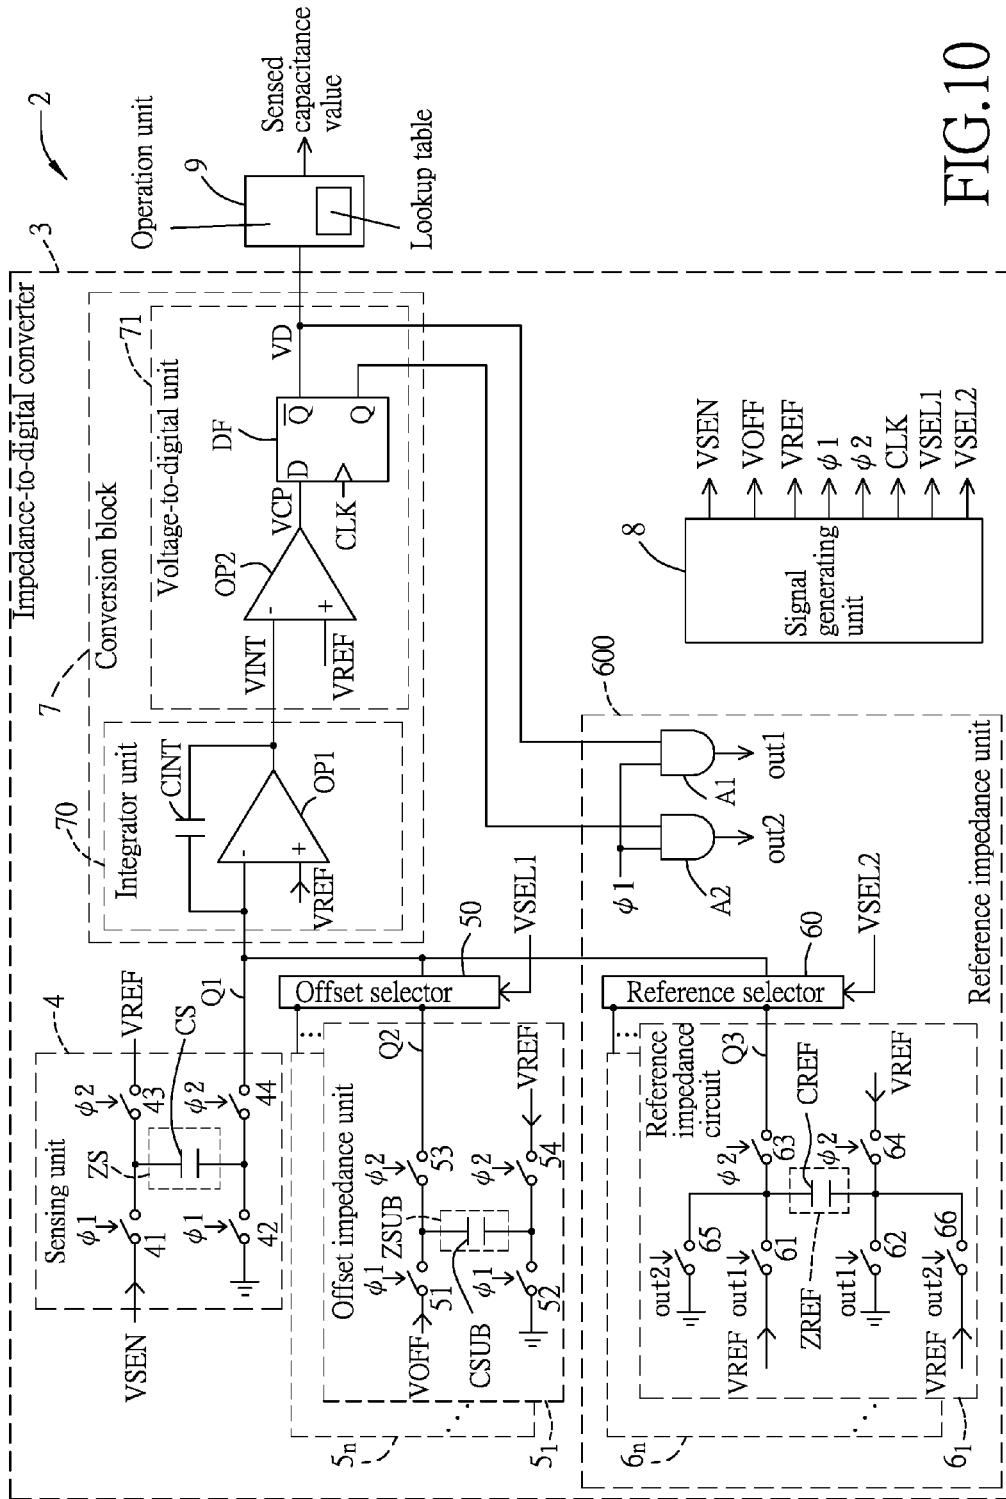 2
Impedance-to-digital converter
3
Conversion block
7
Integrator unit
70
CINT
OP1
-
+
VREF
Voltage-to-digital unit
71
VINT
OP2
-
+
VREF
VCP
DF
D
Q
Q
CLK
VD
Operation unit
9
Lookup table
Sensed
capacitance
value
Sensing unit
4
ZS
CS
VREF
VSEN
ϕ1
41
ϕ2
43
ϕ1
42
ϕ2
44
Q1
Offset selector
50
VSEL1
Offset impedance unit
Q2
ZSUB
CSUB
VOFF
ϕ1
51
ϕ2
53
ϕ1
52
ϕ2
54
VREF
5n
51
Reference impedance unit
600
ϕ1
A1
A2
out1
out2
Reference selector
60
VSEL2
Reference
impedance
circuit
Q3
CREF
ZREF
out2
65
out1
61
VREF
ϕ2
63
ϕ2
64
VREF
out1
62
out2
66
VREF
6n
61
Signal
generating
unit
8
VSEN
VOFF
VREF
ϕ1
ϕ2
CLK
VSEL1
VSEL2
FIG.10